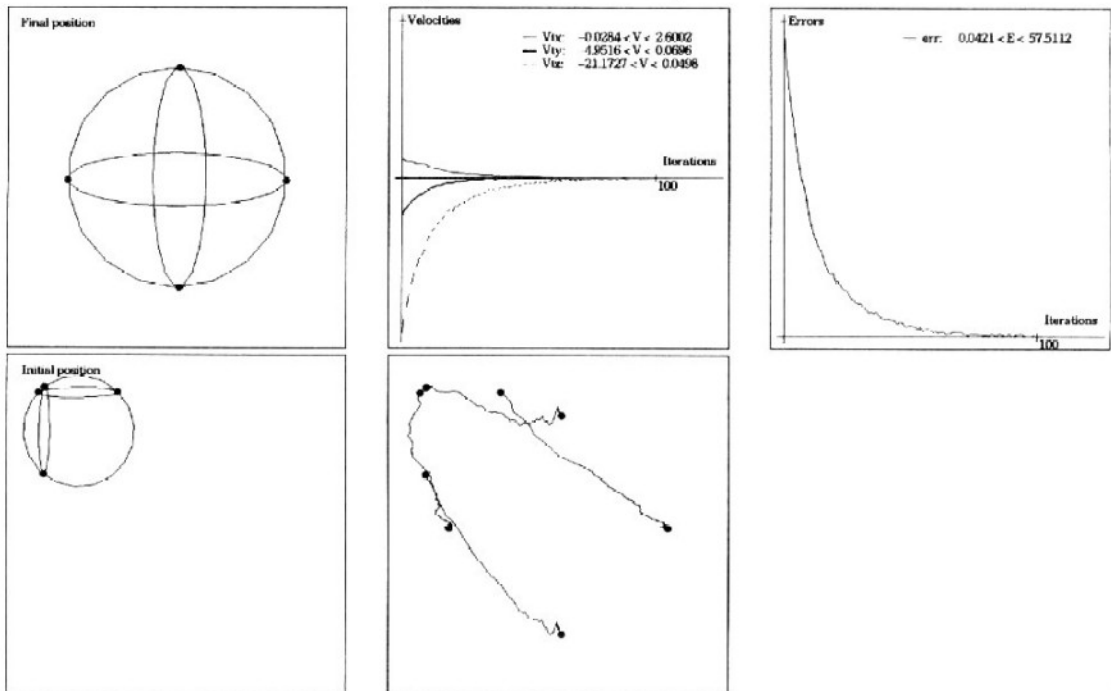 Final position
Velocities
Vtx: -0.0284 < V < 2.6002
Vty: -4.9516 < V < 0.0696
Vtz: -21.1727 < V < 0.0498
Iterations
100
Errors
err: 0.0421 < E < 57.5112
Iterations
100
Initial position